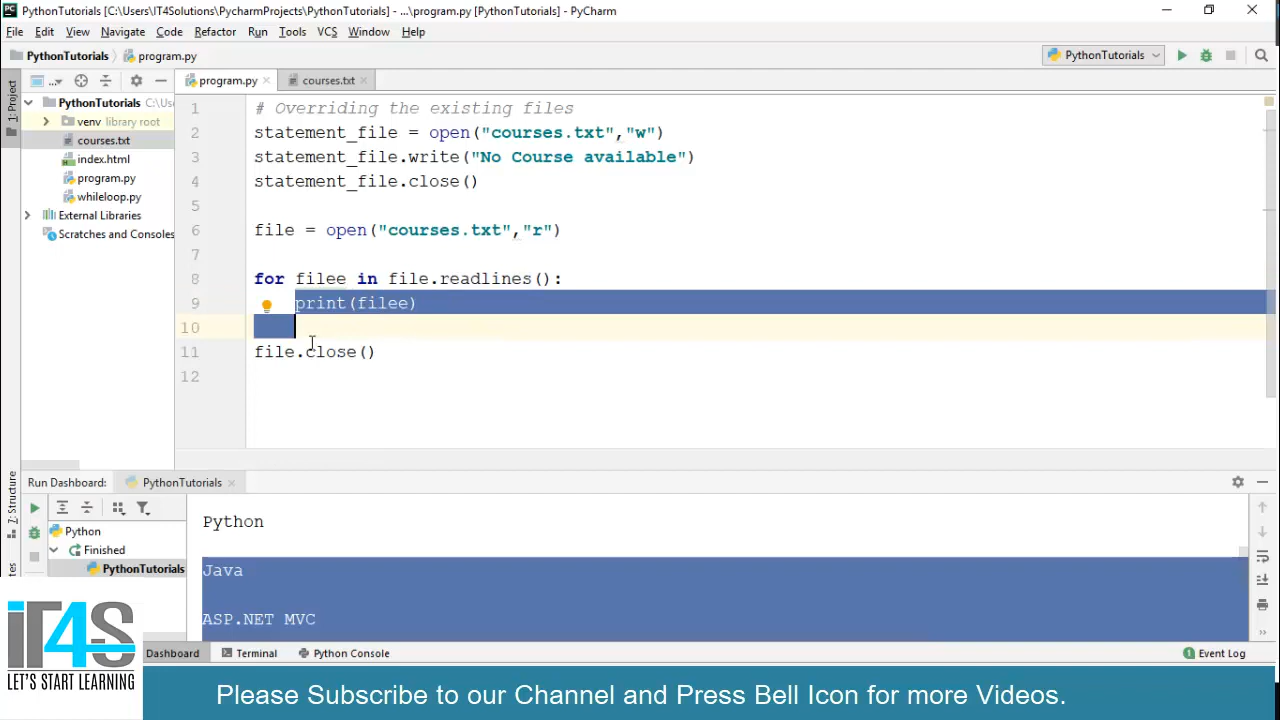 PythonTutorials [C:\Users\IT4Solutions\PycharmProjects\PythonTutorials] - ...\program.py [PythonTutorials] - PyCharm
File Edit View Navigate Code Refactor Run Tools VCS Window Help
PythonTutorials program.py PythonTutorials
1: Project
program.py courses.txt
PythonTutorials C:\Us
venv library root
courses.txt
index.html
program.py
whileloop.py
External Libraries
Scratches and Consoles
1 # Overriding the existing files
2 statement_file = open("courses.txt","w")
3 statement_file.write("No Course available")
4 statement_file.close()
5
6 file = open("courses.txt","r")
7
8 for filee in file.readlines():
9 print(filee)
10
11 file.close()
12
7: Structure
Run Dashboard: PythonTutorials
Python
Finished
PythonTutorials
Python
Java
ASP.NET MVC
Dashboard Terminal Python Console 1 Event Log
IT4S
LET'S START LEARNING
Please Subscribe to our Channel and Press Bell Icon for more Videos.